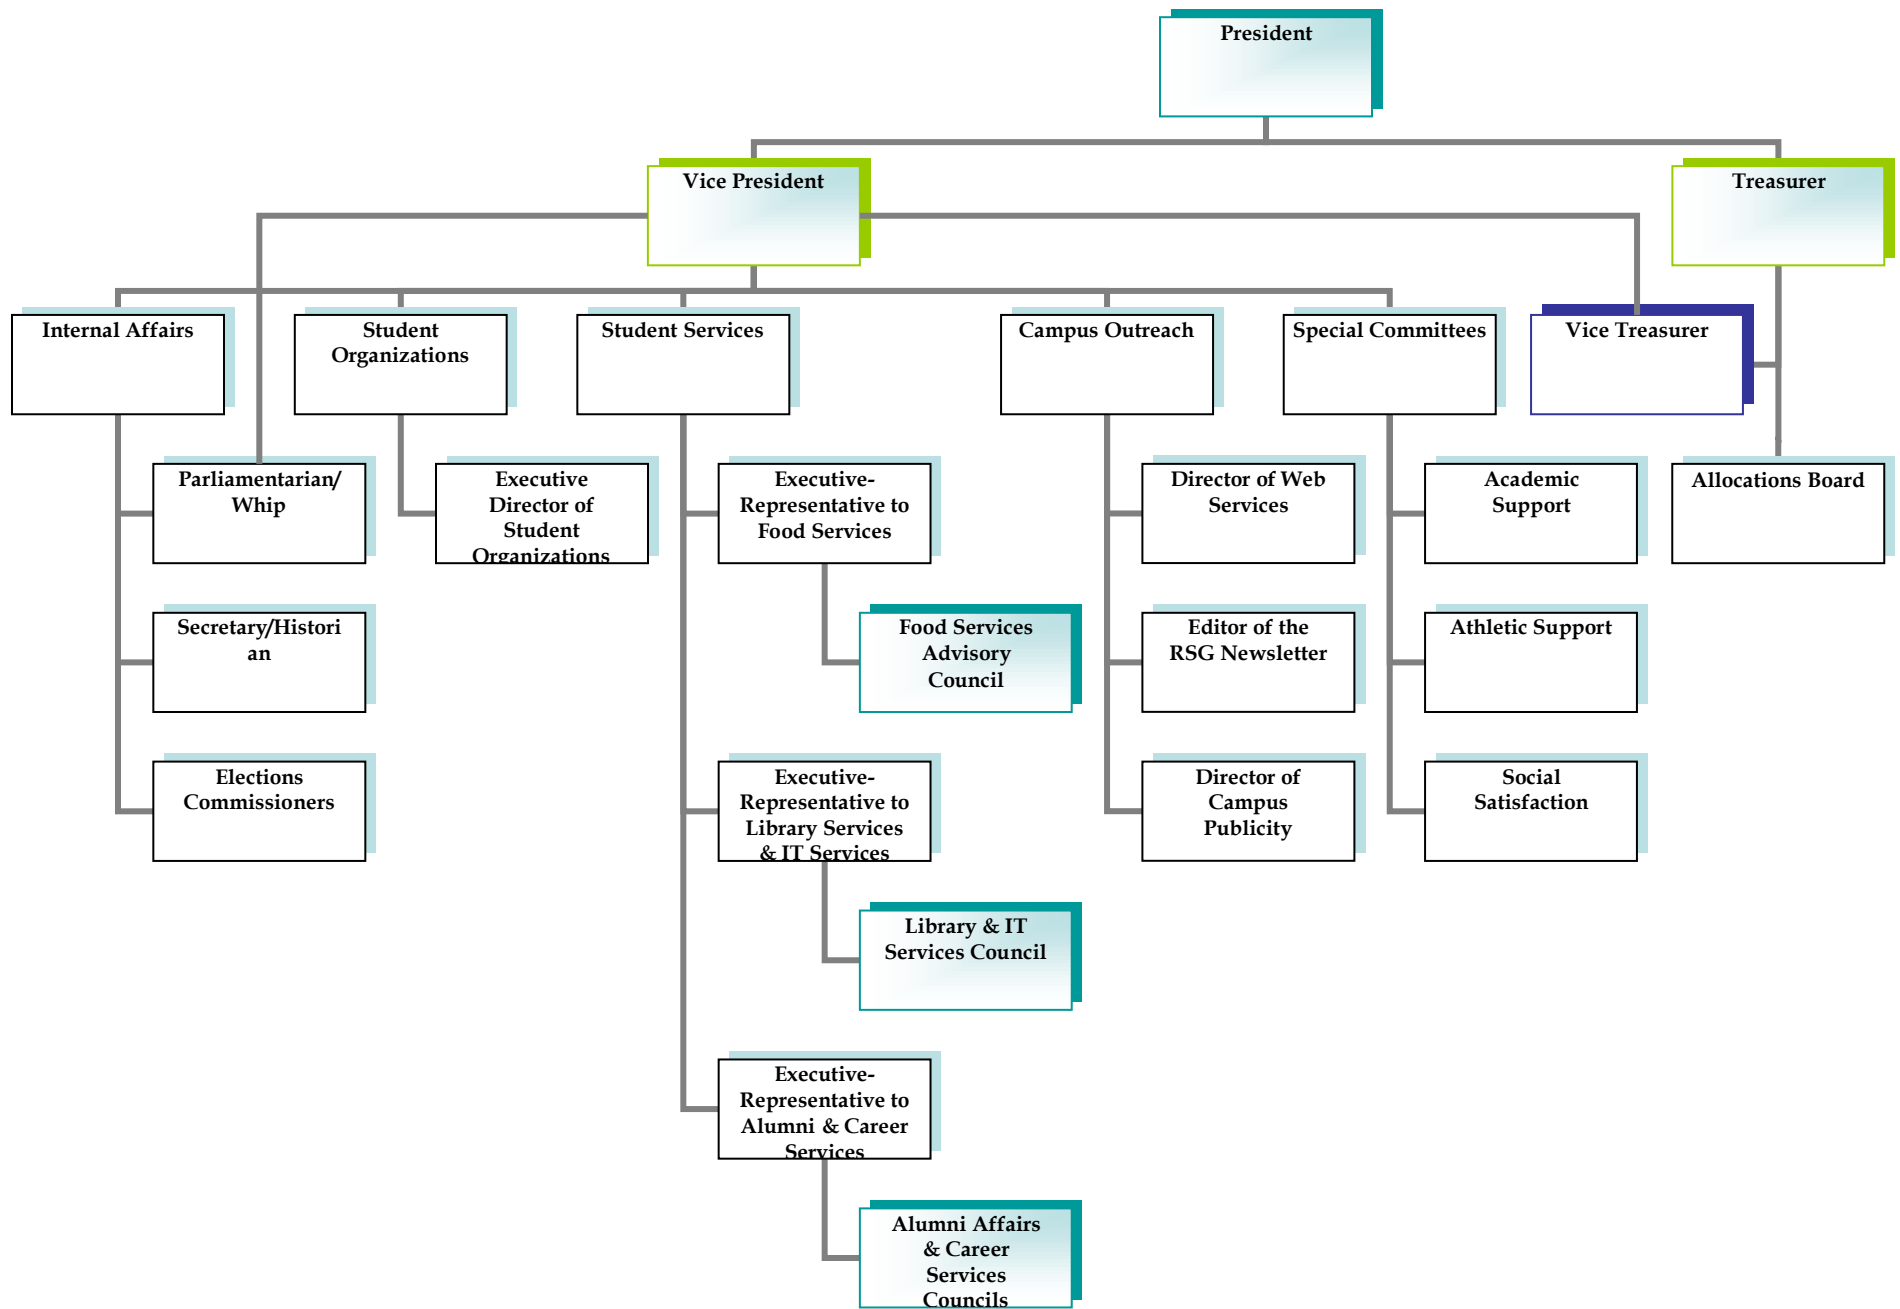 President
Vice President
Treasurer
Internal Affairs
Student
Organizations
Student Services
Campus Outreach
Special Committees
Vice Treasurer
Parliamentarian/
Whip
Executive
Director of
Student
Organizations
Executive-
Representative to
Food Services
Director of Web
Services
Academic
Support
Allocations Board
Secretary/Histori
an
Food Services
Advisory
Council
Editor of the
RSG Newsletter
Athletic Support
Elections
Commissioners
Executive-
Representative to
Library Services
& IT Services
Director of
Campus
Publicity
Social
Satisfaction
Library & IT
Services Council
Executive-
Representative to
Alumni & Career
Services
Alumni Affairs
& Career
Services
Councils